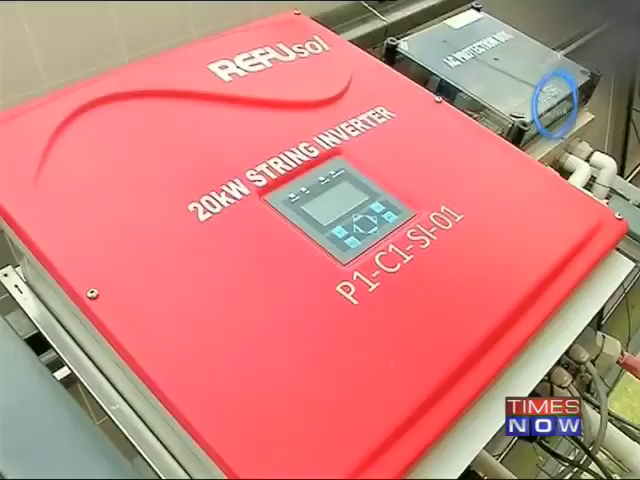 REFUsol
AC PROTECTION BOX
20kW STRING INVERTER
P1-C1-SI-01
TIMES
NOW